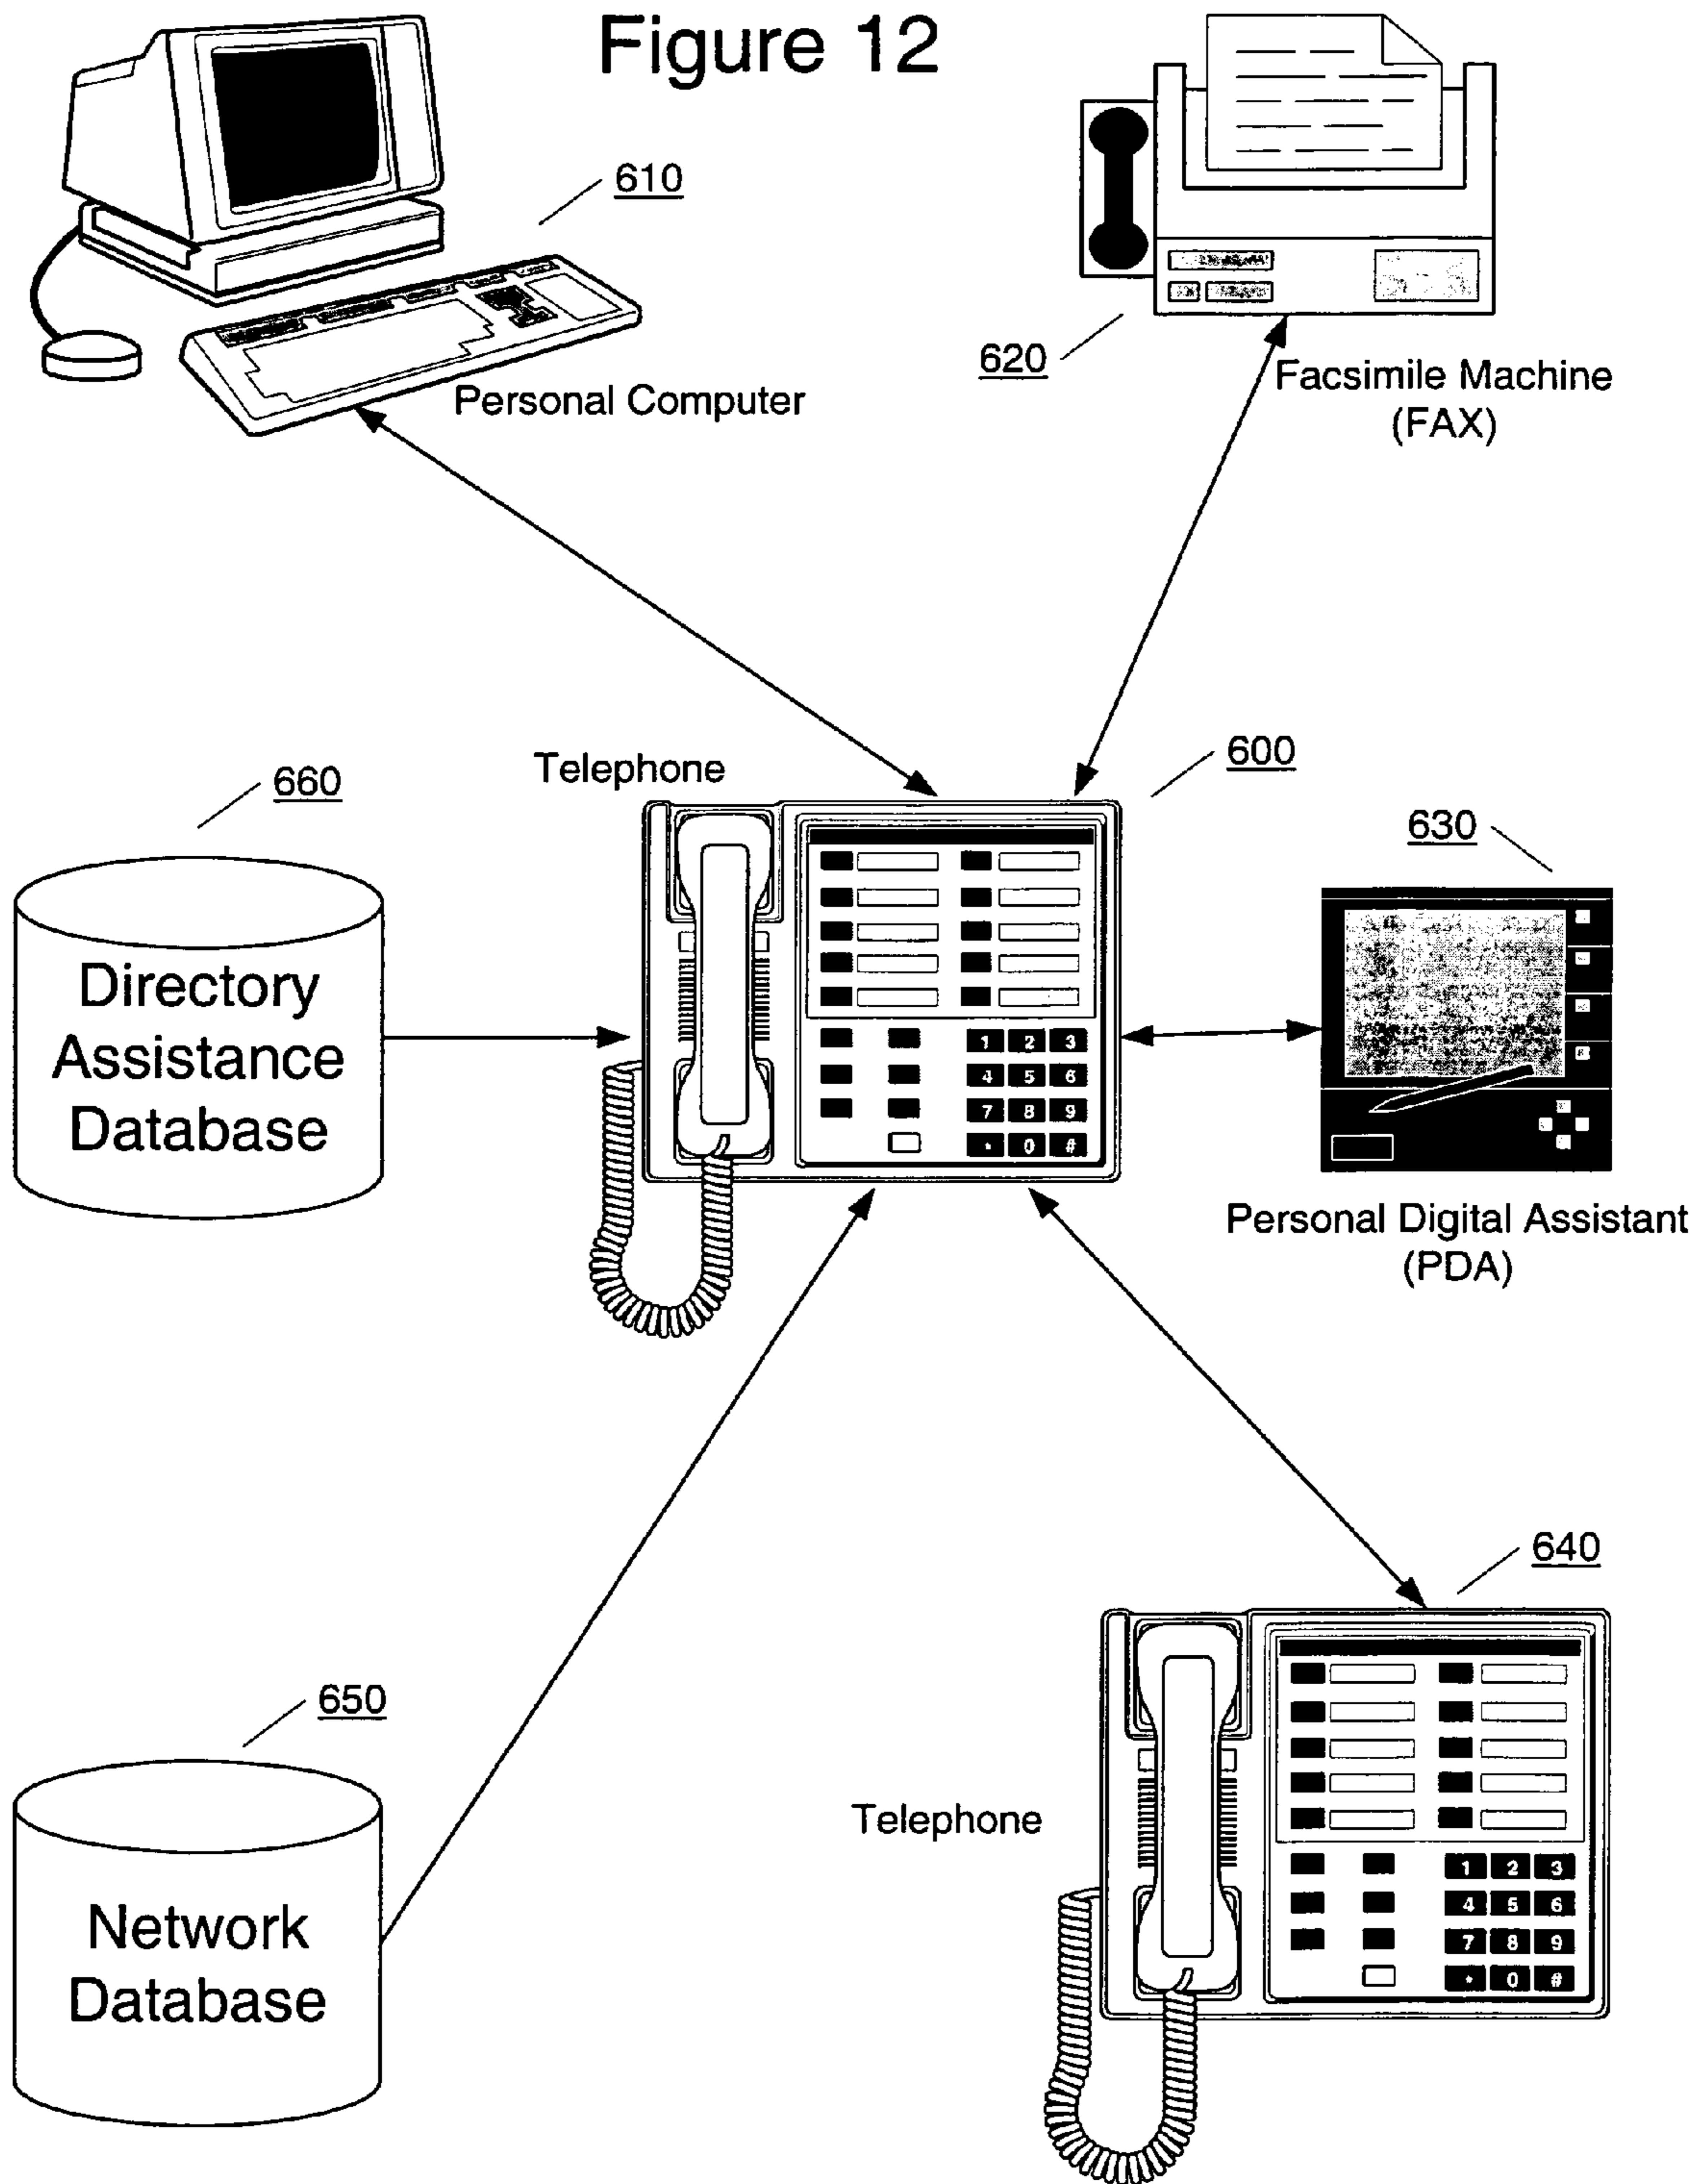 Figure 12
610
620
Personal Computer
Facsimile Machine
(FAX)
Telephone
600
660
630
Directory
Assistance
Database
1 2 3
4 5 6
7 8 9
* 0 #
Personal Digital Assistant
(PDA)
640
650
Telephone
Network
Database
1 2 3
4 5 6
7 8 9
* 0 #